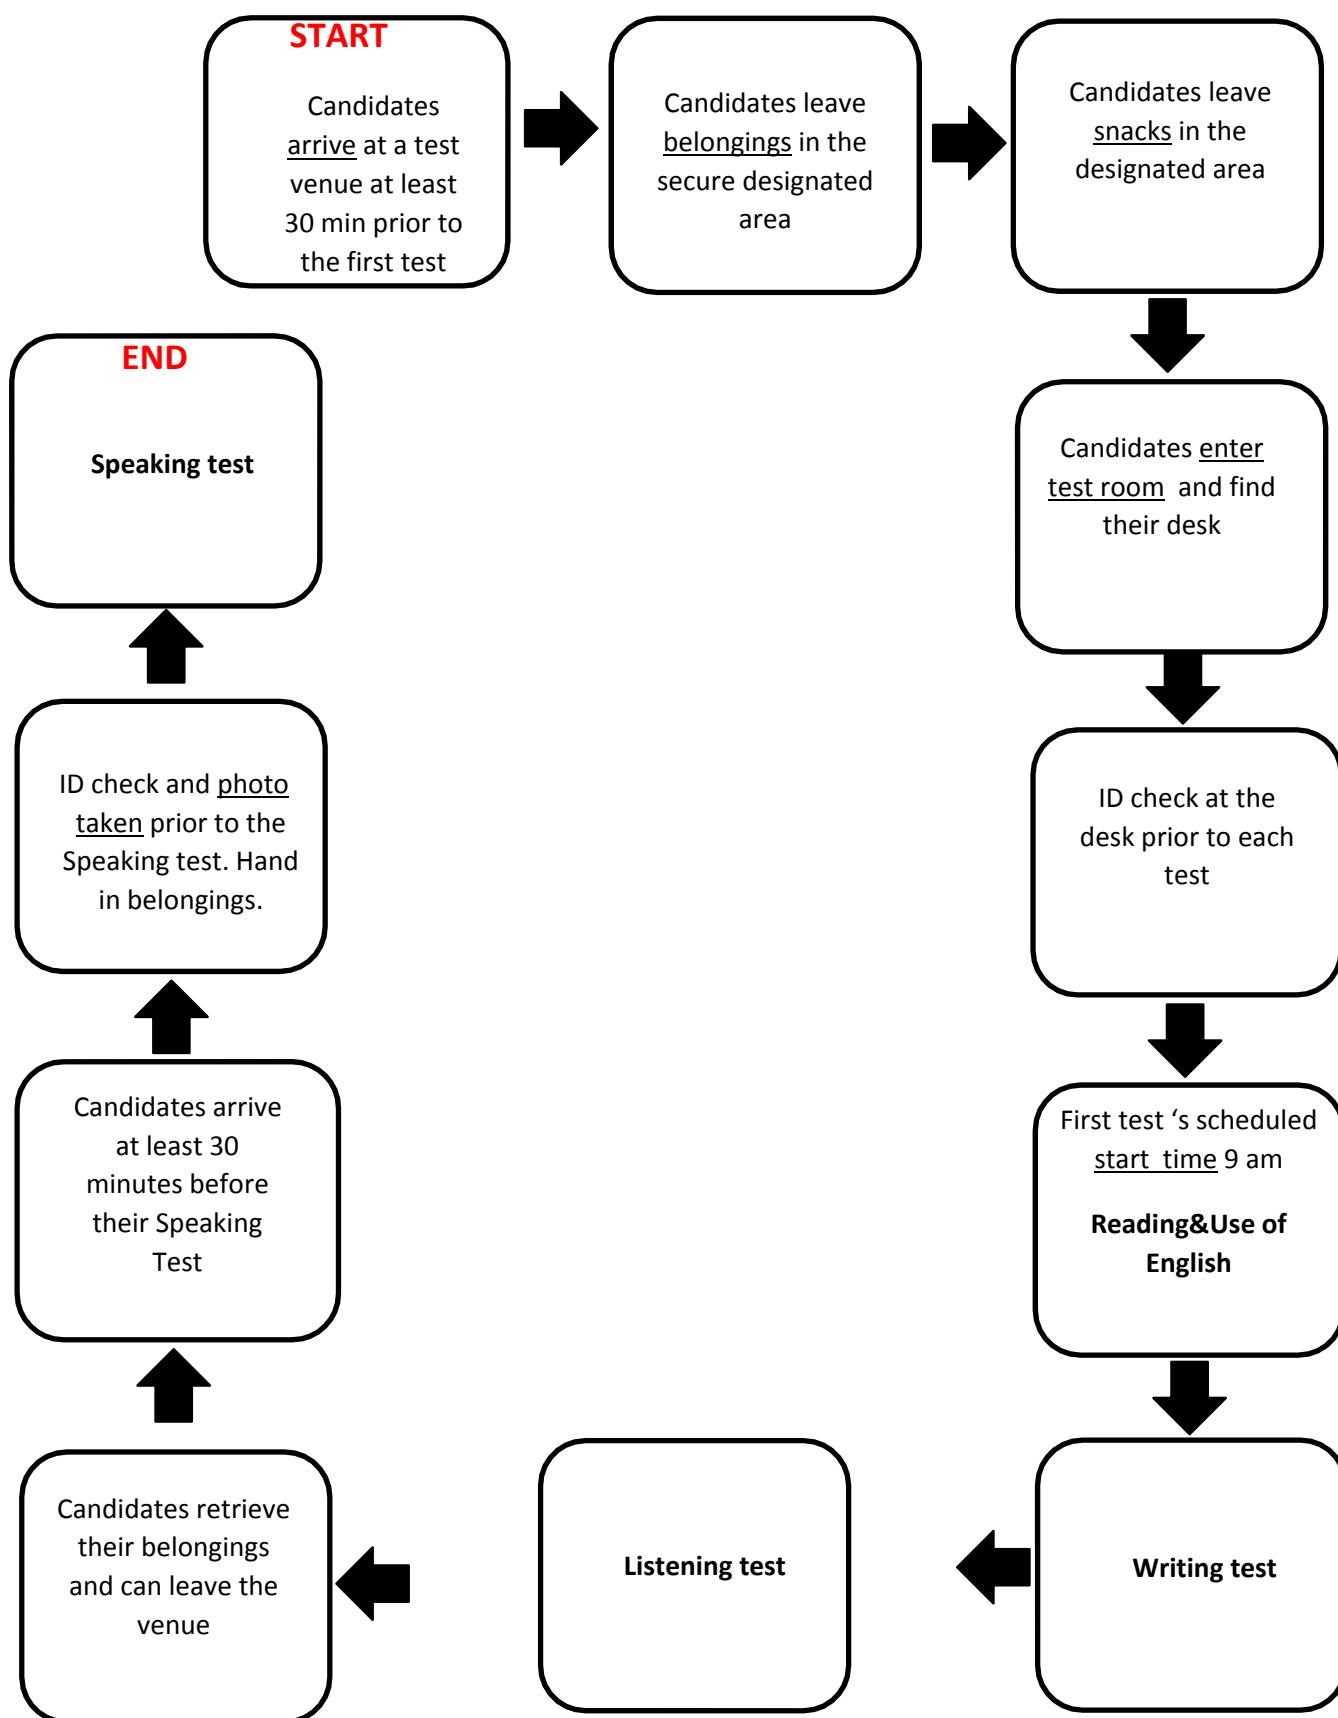 START
Candidates
arrive at a test
venue at least
30 min prior to
the first test
Candidates leave
belongings in the
secure designated
area
Candidates leave
snacks in the
designated area
Candidates enter
test room  and find
their desk
ID check at the
desk prior to each
test
First test ‘s scheduled
start  time 9 am
Reading&Use of
English
Writing test
Listening test
Candidates retrieve
their belongings
and can leave the
venue
Candidates arrive
at least 30
minutes before
their Speaking
Test
ID check and photo
taken prior to the
Speaking test. Hand
in belongings.
END
Speaking test